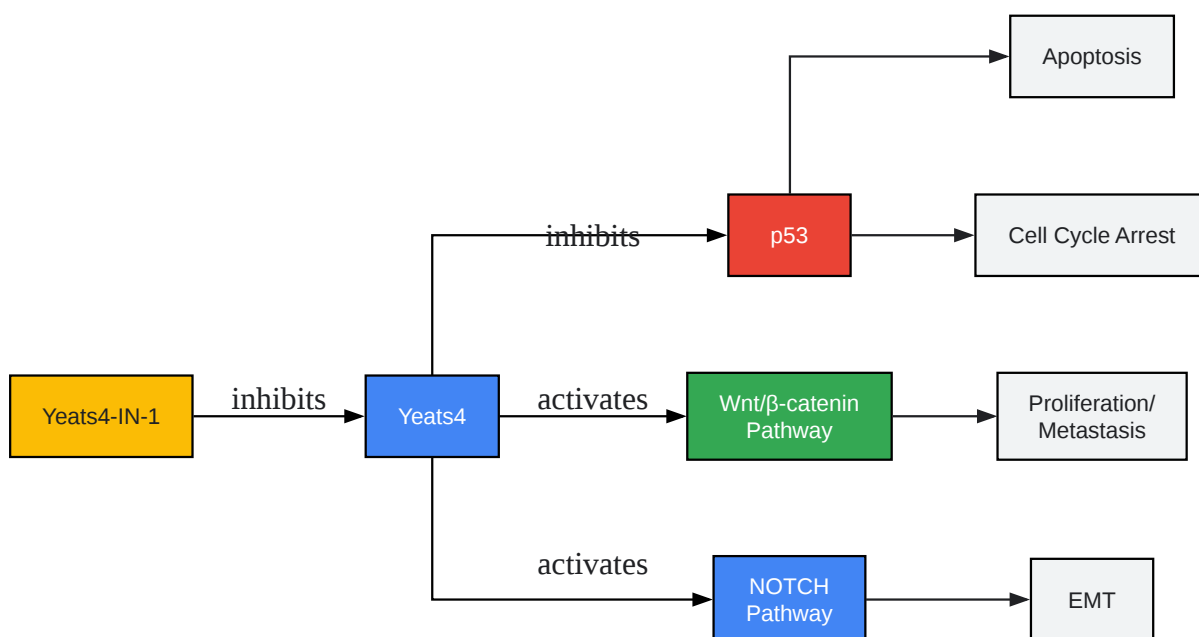 Apoptosis
inhibits
p53
Cell Cycle Arrest
Yeats4-IN-1
inhibits
Yeats4
activates
Wnt/β-catenin
Pathway
Proliferation/
Metastasis
activates
NOTCH
Pathway
EMT